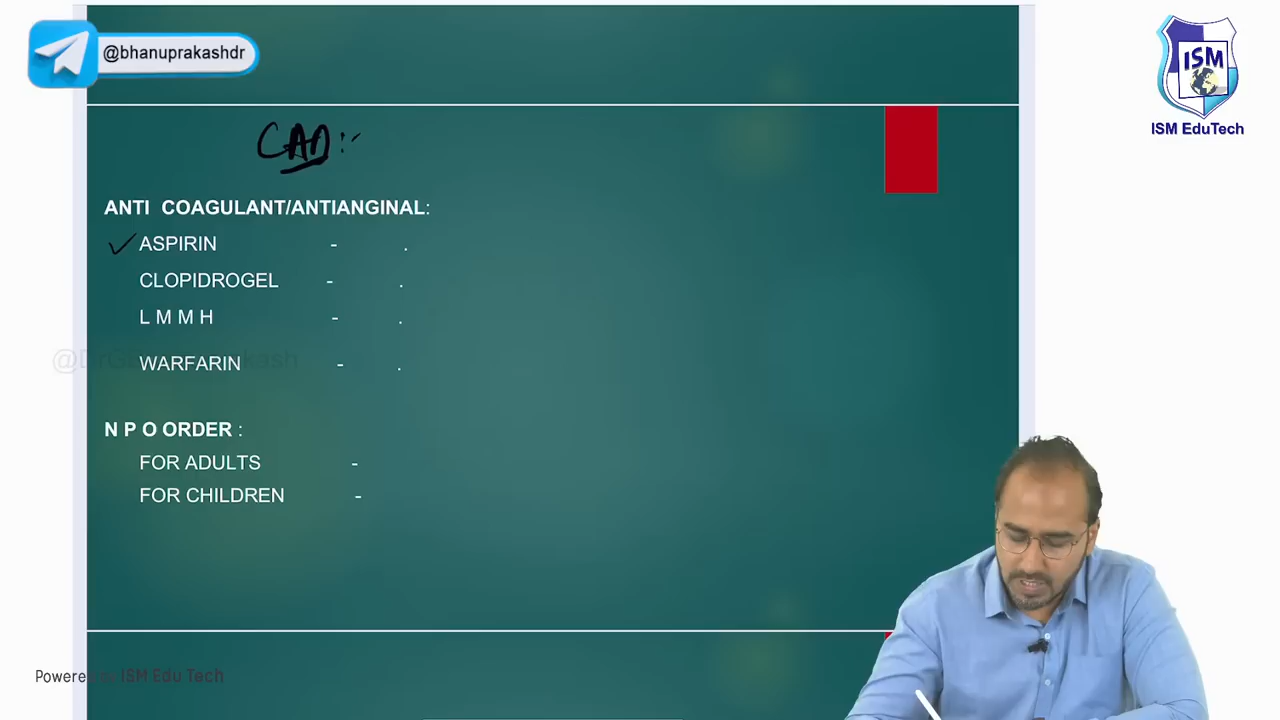 @bhanuprakashdr
ISM
ISM EduTech
CAD :-
ANTI COAGULANT/ANTIANGINAL:
ASPIRIN - .
CLOPIDROGEL - .
L M M H - .
WARFARIN - .
N P O ORDER :
FOR ADULTS -
FOR CHILDREN -
Powered by ISM Edu Tech